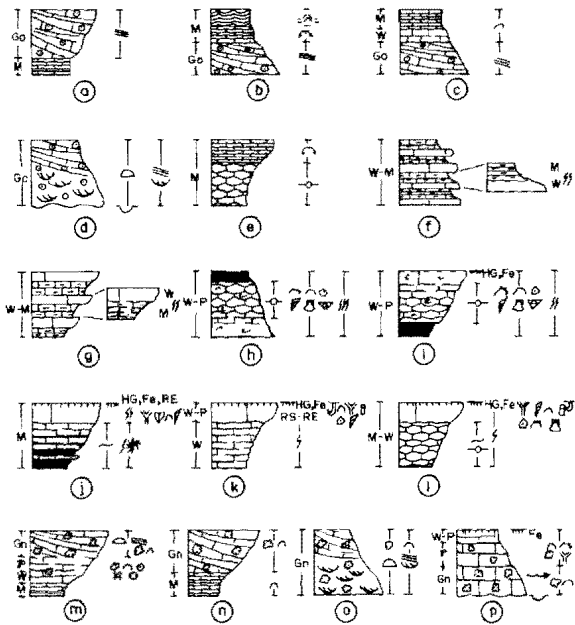 Go M
M Go
M W Go
a b c
Go M W-M M W
d e f
W-M W M W-P W-P HG,Fe
g h i
M HG,Fe,RE W-P W HG,Fe RS-RE M-W HG,Fe
j k l
Gn P W M Gn W M Gn W-P P Gn Fe
m n o p